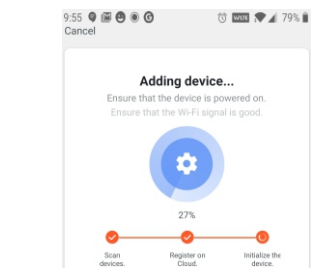 9:55 79%
Cancel
Adding device...
Ensure that the device is powered on.
Ensure that the Wi-Fi signal is good.
27%
Scan Register on Initialize the
devices. Cloud. device.